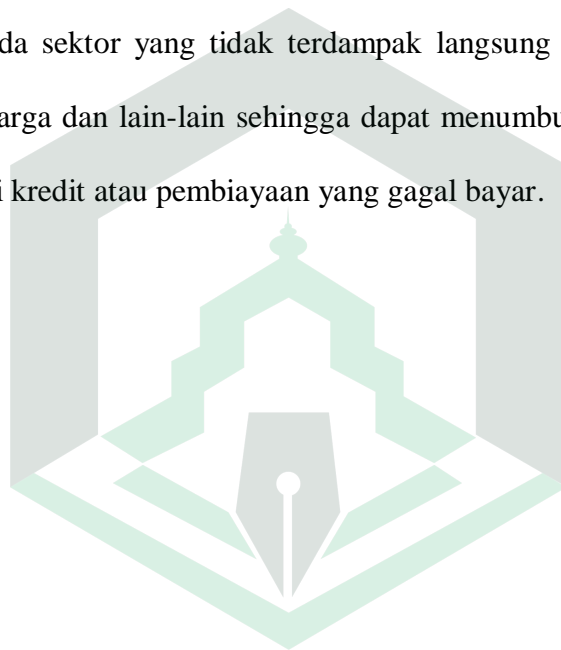 da sektor yang tidak terdampak langsung
arga dan lain-lain sehingga dapat menumbu
i kredit atau pembiayaan yang gagal bayar.